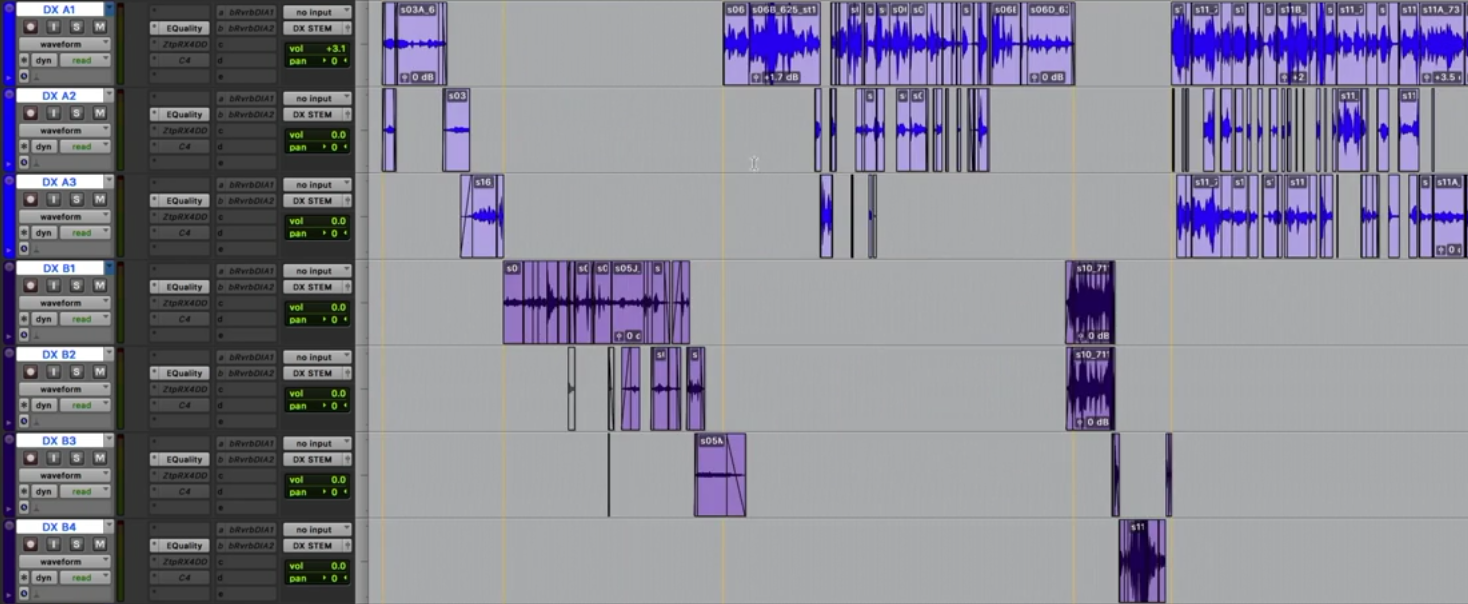 DX A1
I S M
waveform
dyn read
EQuality
ZtpRX4DD
C4
a bRvrbDIA1
b bRvrbDIA2
c
d
e
no input
DX STEM
vol +3.1
pan 0
s03A_6
0 dB
s06 s06B_625_st1
+1.7 dB
s06D_6
0 dB
s11B_
+2
s11A_73
+3.5
DX A2
I S M
waveform
dyn read
EQuality
ZtpRX4DD
C4
a bRvrbDIA1
b bRvrbDIA2
c
d
e
no input
DX STEM
vol 0.0
pan 0
s03
s11_
s11
DX A3
I S M
waveform
dyn read
EQuality
ZtpRX4DD
C4
a bRvrbDIA1
b bRvrbDIA2
c
d
e
no input
DX STEM
vol 0.0
pan 0
s16
s11
s11A_
DX B1
I S M
waveform
dyn read
EQuality
ZtpRX4DD
C4
a bRvrbDIA1
b bRvrbDIA2
c
d
e
no input
DX STEM
vol 0.0
pan 0
s05J_
s10_71
0 dB
DX B2
I S M
waveform
dyn read
EQuality
ZtpRX4DD
C4
a bRvrbDIA1
b bRvrbDIA2
c
d
e
no input
DX STEM
vol 0.0
pan 0
s10_711
0 dB
DX B3
I S M
waveform
dyn read
EQuality
ZtpRX4DD
C4
a bRvrbDIA1
b bRvrbDIA2
c
d
e
no input
DX STEM
vol 0.0
pan 0
DX B4
I S M
waveform
dyn read
EQuality
ZtpRX4DD
C4
a bRvrbDIA1
b bRvrbDIA2
c
d
e
no input
DX STEM
vol 0.0
pan 0
s11